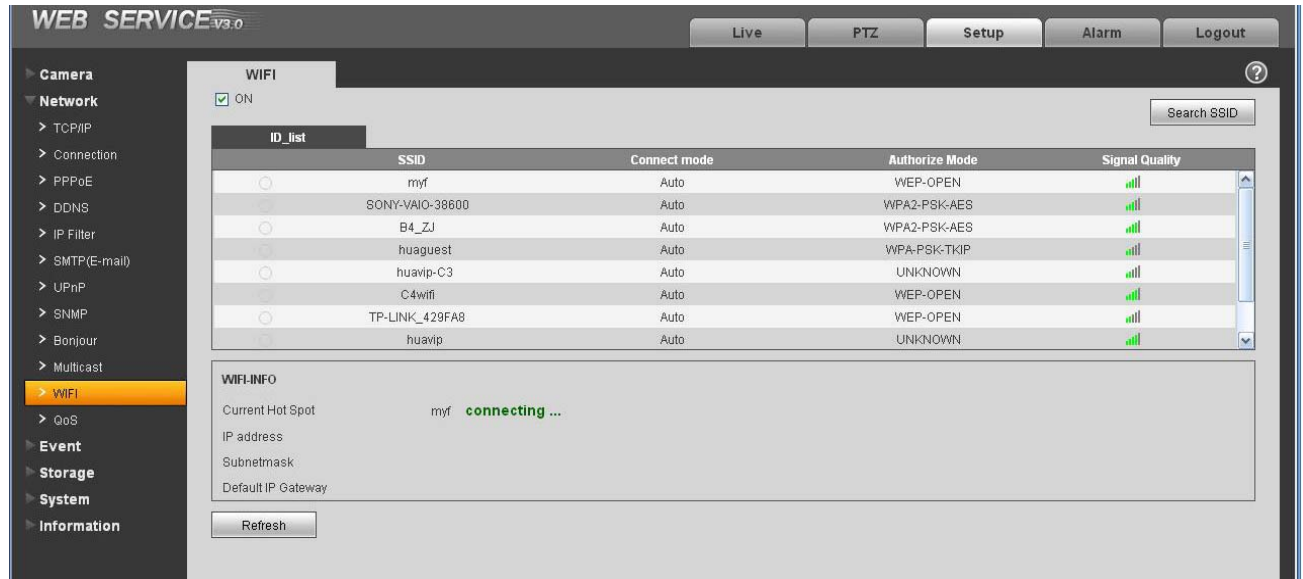 WEB SERVICE V3.0
Live PTZ Setup Alarm Logout
Camera
Network
TCP/IP
Connection
PPPoE
DDNS
IP Filter
SMTP(E-mail)
UPnP
SNMP
Bonjour
Multicast
WIFI
QoS
Event
Storage
System
Information
WIFI
ON
Search SSID
ID_list
SSID Connect mode Authorize Mode Signal Quality
myf Auto WEP-OPEN
SONY-VAIO-38600 Auto WPA2-PSK-AES
B4_ZJ Auto WPA2-PSK-AES
huaguest Auto WPA-PSK-TKIP
huavip-C3 Auto UNKNOWN
C4wifi Auto WEP-OPEN
TP-LINK_429FA8 Auto WEP-OPEN
huavip Auto UNKNOWN
WIFI-INFO
Current Hot Spot myf connecting ...
IP address
Subnetmask
Default IP Gateway
Refresh